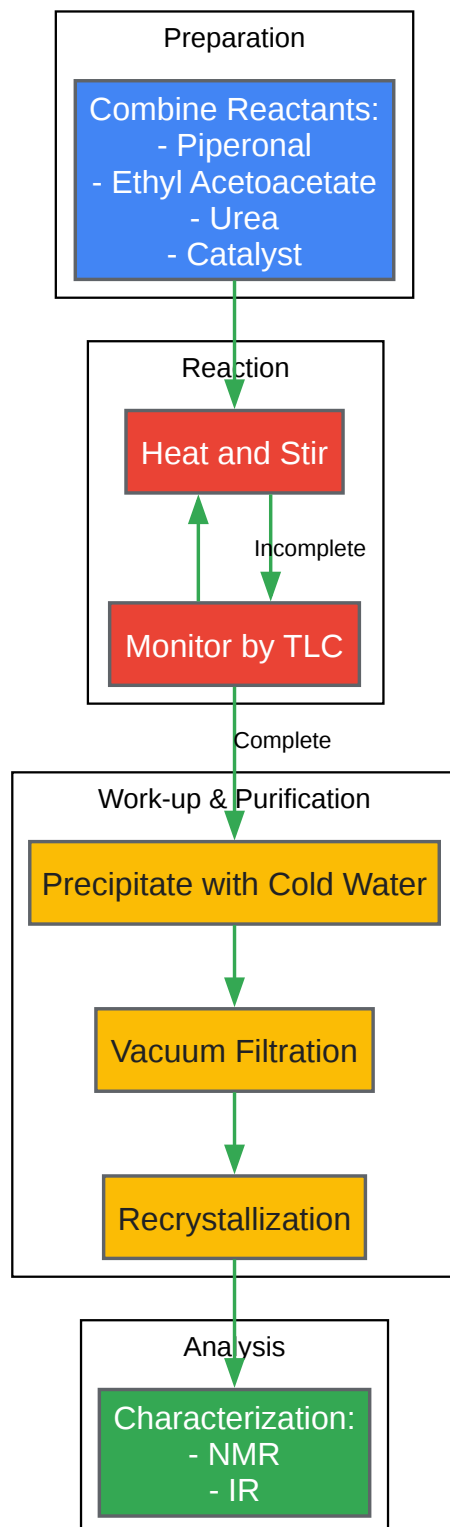 Preparation
Combine Reactants:
- Piperonal
- Ethyl Acetoacetate
- Urea
- Catalyst
Reaction
Heat and Stir
Incomplete
Monitor by TLC
Complete
Work-up & Purification
Precipitate with Cold Water
Vacuum Filtration
Recrystallization
Analysis
Characterization:
- NMR
- IR